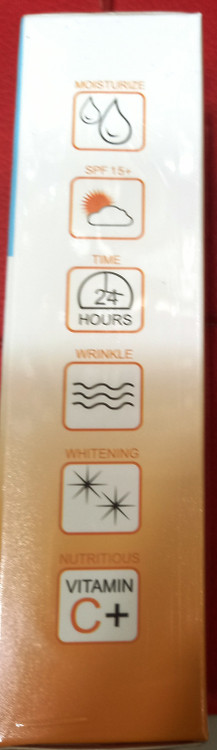 MOISTURIZE
SPF 15+
TIME
24
HOURS
WRINKLE
WHITENING
NUTRITIOUS
VITAMIN
C+